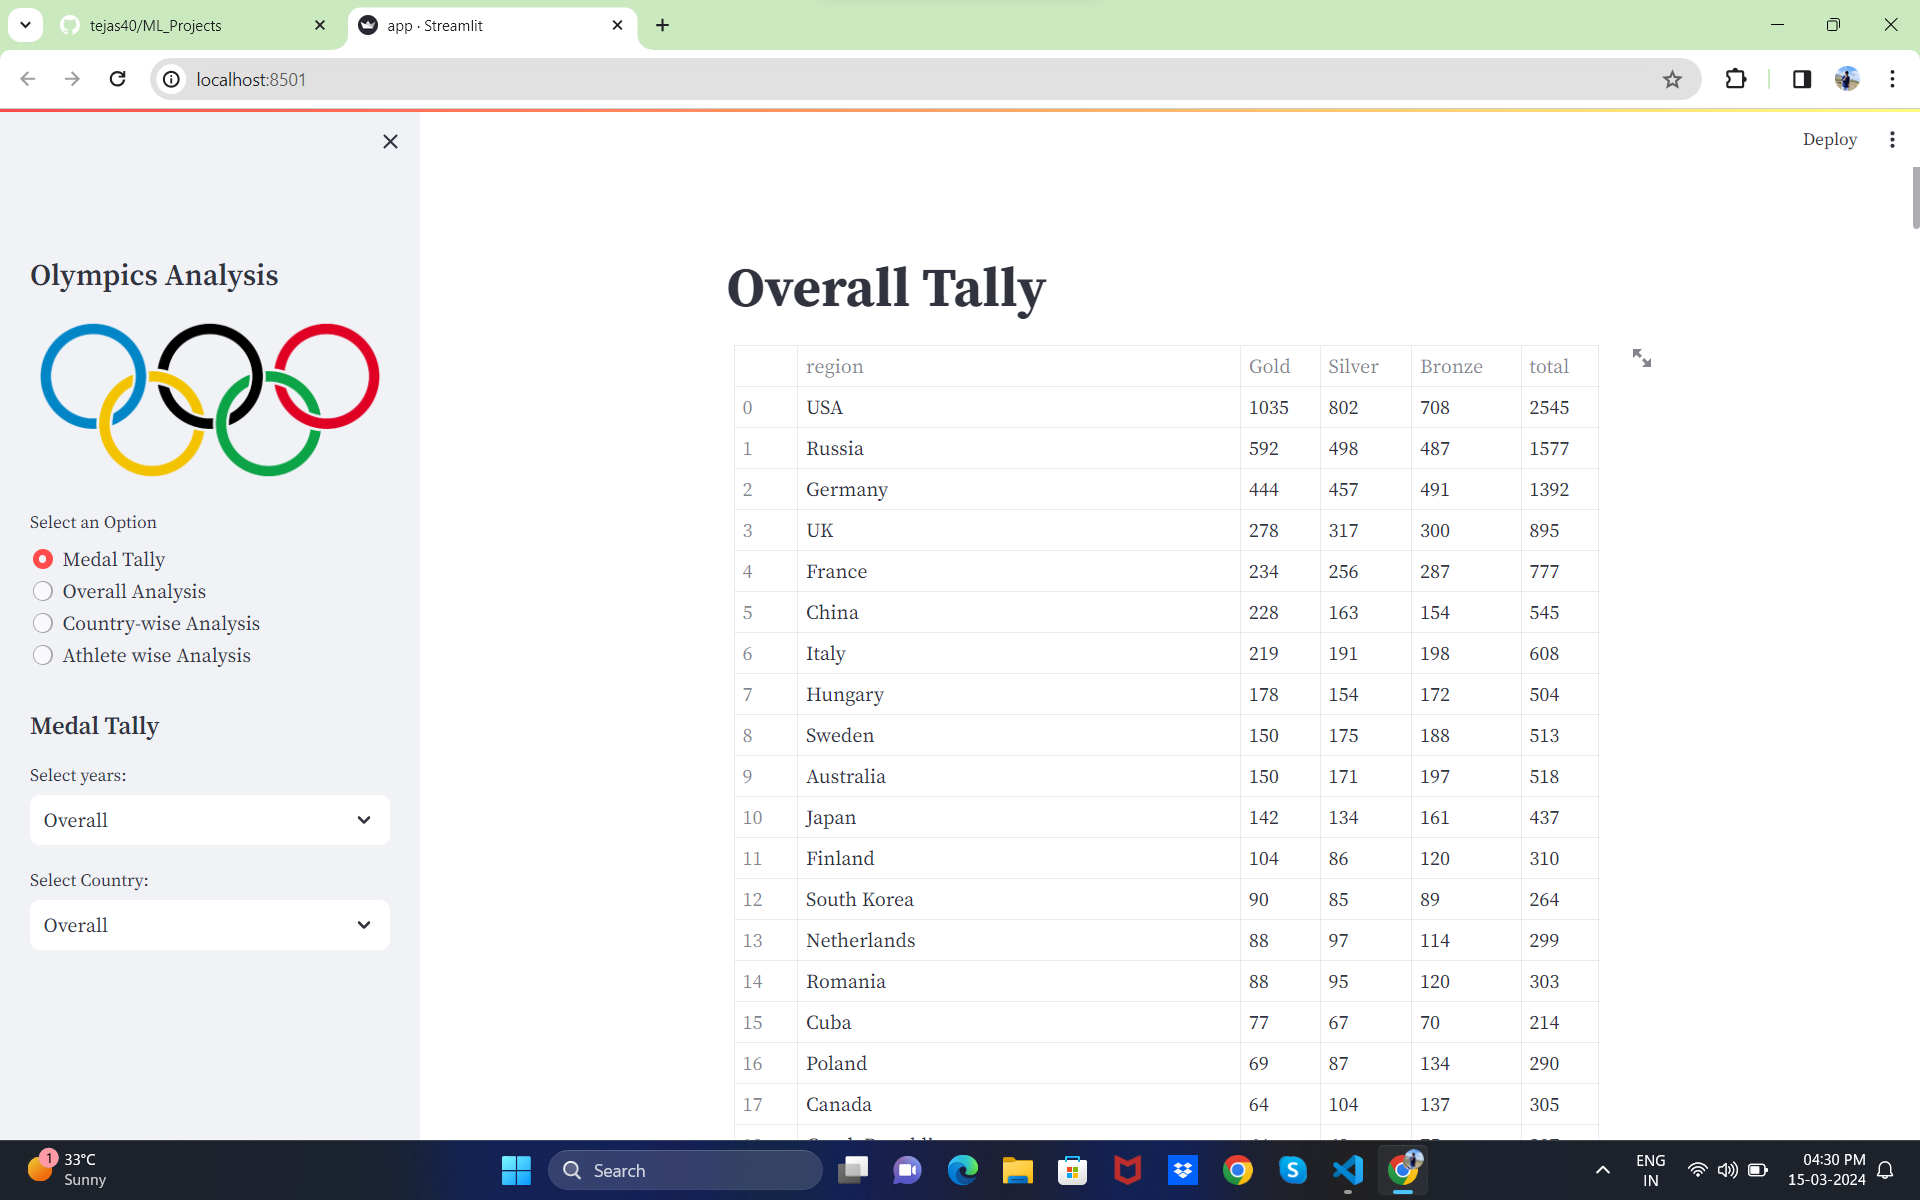 tejas40/ML_Projects
app · Streamlit
localhost:8501
Deploy
Olympics Analysis
Select an Option
Medal Tally
Overall Analysis
Country-wise Analysis
Athlete wise Analysis
Medal Tally
Select years:
Overall
Select Country:
Overall
Overall Tally
region Gold Silver Bronze total
0 USA 1035 802 708 2545
1 Russia 592 498 487 1577
2 Germany 444 457 491 1392
3 UK 278 317 300 895
4 France 234 256 287 777
5 China 228 163 154 545
6 Italy 219 191 198 608
7 Hungary 178 154 172 504
8 Sweden 150 175 188 513
9 Australia 150 171 197 518
10 Japan 142 134 161 437
11 Finland 104 86 120 310
12 South Korea 90 85 89 264
13 Netherlands 88 97 114 299
14 Romania 88 95 120 303
15 Cuba 77 67 70 214
16 Poland 69 87 134 290
17 Canada 64 104 137 305
1
33°C
Sunny
Search
ENG
IN
04:30 PM
15-03-2024